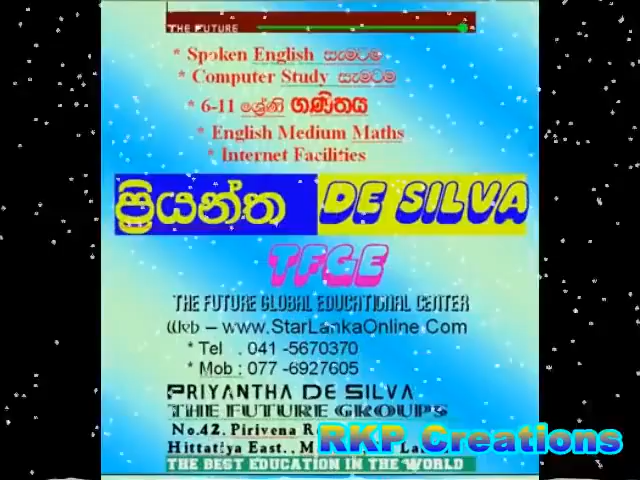 THE FUTURE
* Spoken English සැමටම
* Computer Study සැමටම
* 6-11 ශ්‍රේණි ගණිතය
* English Medium Maths
* Internet Facilities
ප්‍රියන්ත DE SILVA
TFGE
THE FUTURE GLOBAL EDUCATIONAL CENTER
Web – www.StarLankaOnline.Com
* Tel : 041 -5670370
* Mob : 077 -6927605
PRIYANTHA DE SILVA
THE FUTURE GROUPS
No.42, Pirivena
Hittatiya East.,
RKP Creations
THE BEST EDUCATION IN THE WORLD